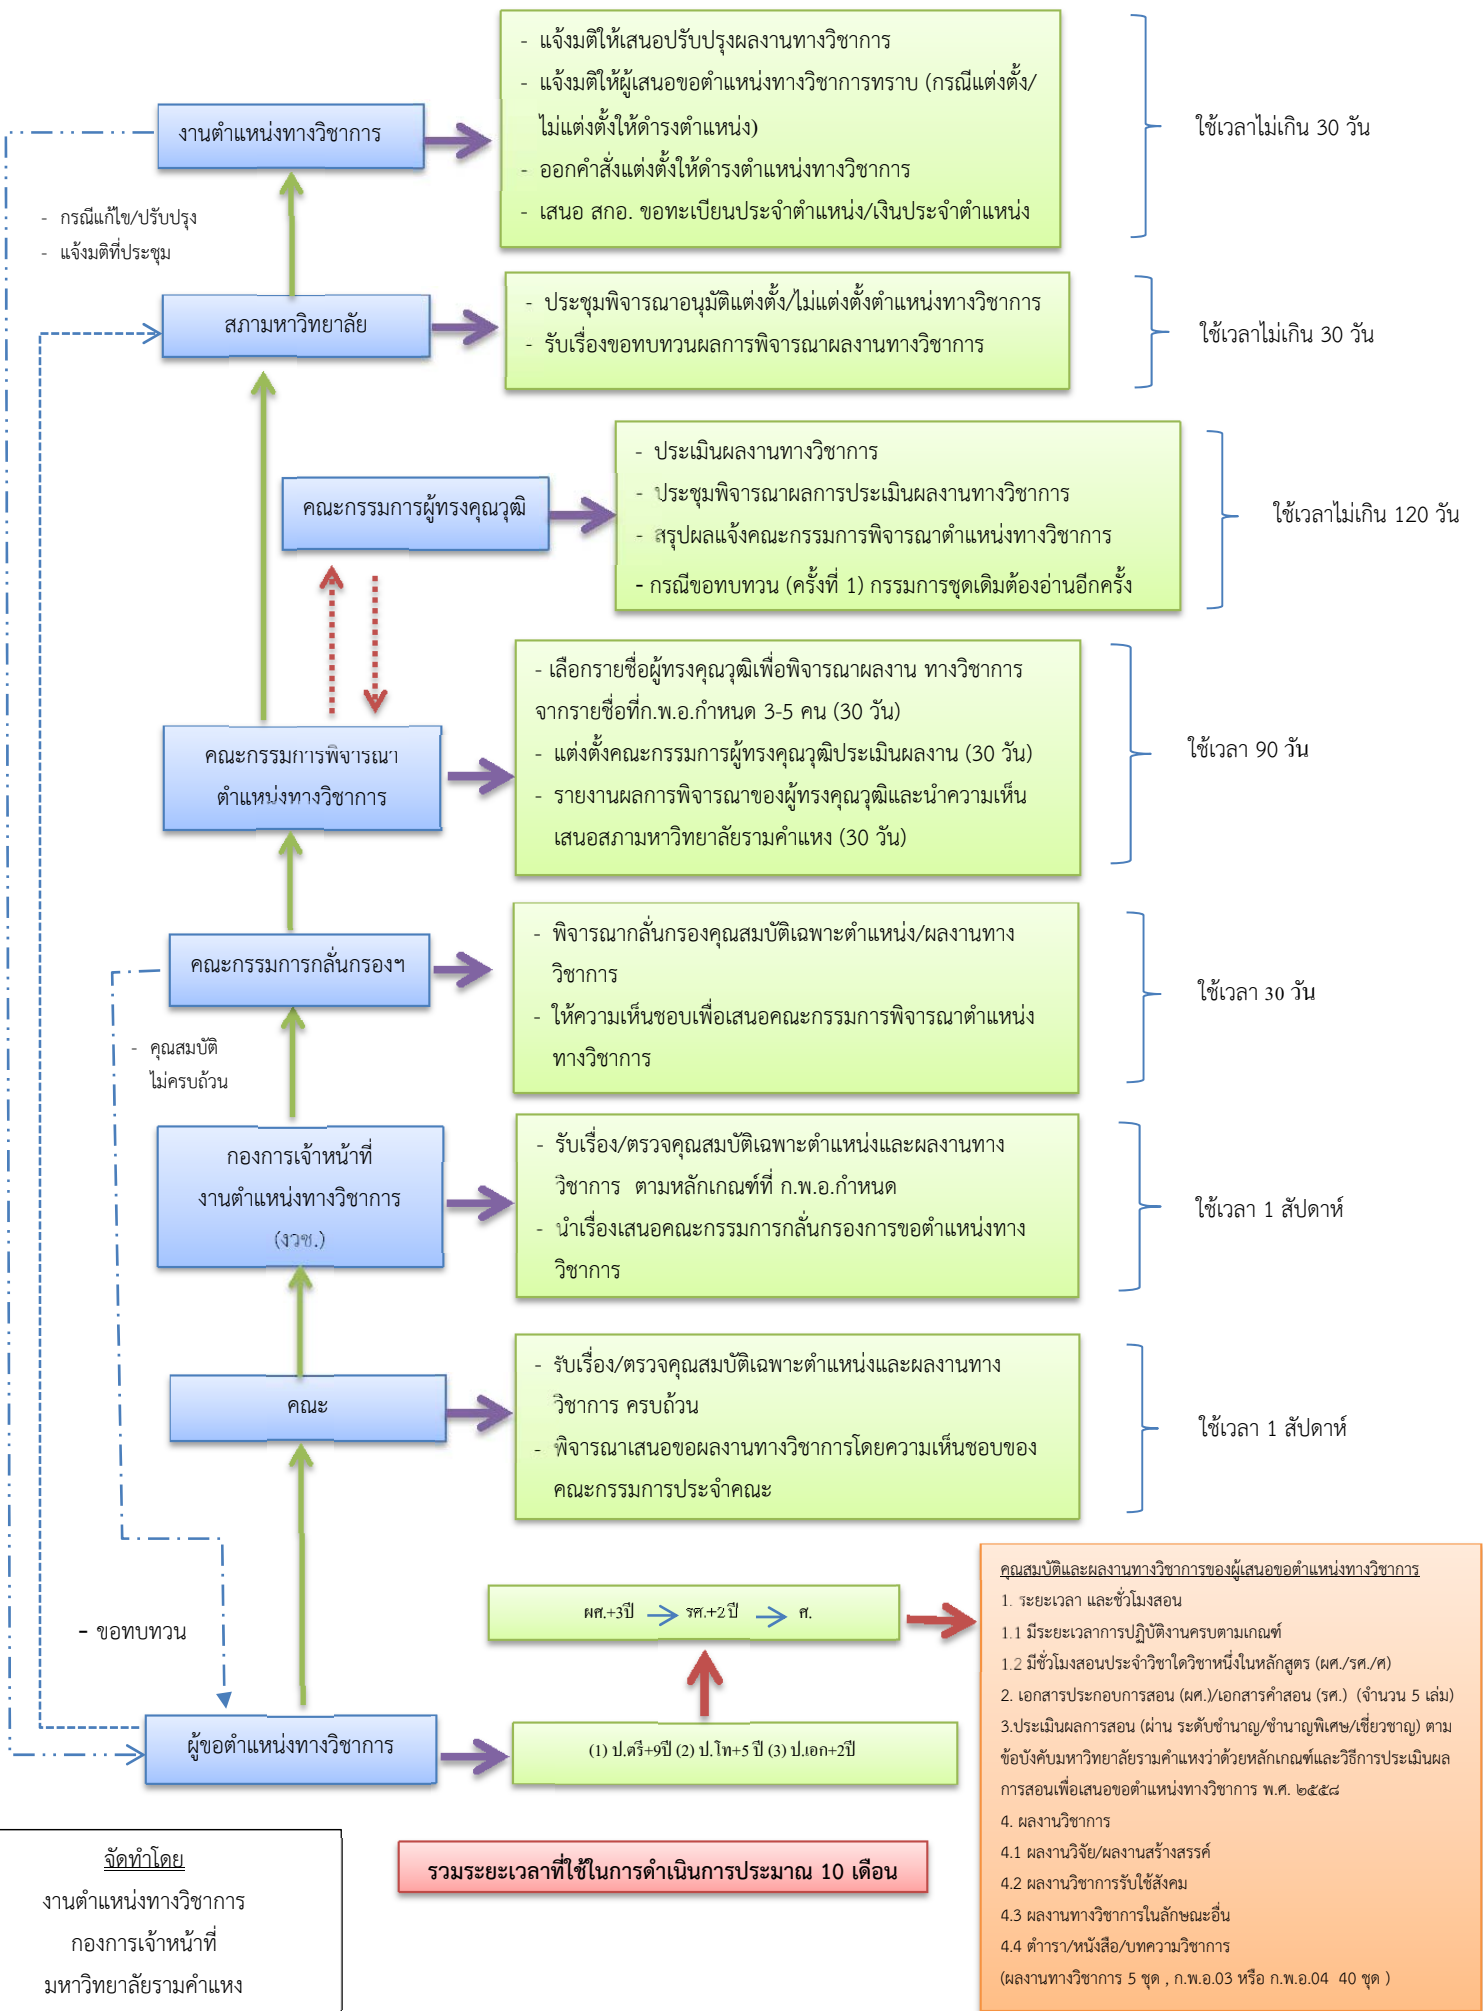 - แจ้งมติให้เสนอปรับปรุงผลงานทางวิชาการ
- แจ้งมติให้ผู้เสนอขอตำแหน่งทางวิชาการทราบ (กรณีแต่งตั้ง/
ไม่แต่งตั้งให้ดำรงตำแหน่ง)
- ออกคำสั่งแต่งตั้งให้ดำรงตำแหน่งทางวิชาการ
- เสนอ สกอ. ขอทะเบียนประจำตำแหน่ง/เงินประจำตำแหน่ง
งานตำแหน่งทางวิชาการ
ใช้เวลาไม่เกิน 30 วัน
- กรณีแก้ไข/ปรับปรุง
- แจ้งมติที่ประชุม
สภามหาวิทยาลัย
- ประชุมพิจารณาอนุมัติแต่งตั้ง/ไม่แต่งตั้งตำแหน่งทางวิชาการ
- รับเรื่องขอทบทวนผลการพิจารณาผลงานทางวิชาการ
ใช้เวลาไม่เกิน 30 วัน
คณะกรรมการผู้ทรงคุณวุฒิ
- ประเมินผลงานทางวิชาการ
- ประชุมพิจารณาผลการประเมินผลงานทางวิชาการ
- สรุปผลแจ้งคณะกรรมการพิจารณาตำแหน่งทางวิชาการ
- กรณีขอทบทวน (ครั้งที่ 1) กรรมการชุดเดิมต้องอ่านอีกครั้ง
ใช้เวลาไม่เกิน 120 วัน
คณะกรรมการพิจารณา
ตำแหน่งทางวิชาการ
- เลือกรายชื่อผู้ทรงคุณวุฒิเพื่อพิจารณาผลงาน ทางวิชาการ
จากรายชื่อที่ก.พ.อ.กำหนด 3-5 คน (30 วัน)
- แต่งตั้งคณะกรรมการผู้ทรงคุณวุฒิประเมินผลงาน (30 วัน)
- รายงานผลการพิจารณาของผู้ทรงคุณวุฒิและนำความเห็น
เสนอสภามหาวิทยาลัยรามคำแหง (30 วัน)
ใช้เวลา 90 วัน
คณะกรรมการกลั่นกรองฯ
- พิจารณากลั่นกรองคุณสมบัติเฉพาะตำแหน่ง/ผลงานทาง
วิชาการ
- ให้ความเห็นชอบเพื่อเสนอคณะกรรมการพิจารณาตำแหน่ง
ทางวิชาการ
ใช้เวลา 30 วัน
- คุณสมบัติ
ไม่ครบถ้วน
กองการเจ้าหน้าที่
งานตำแหน่งทางวิชาการ
(งวช.)
- รับเรื่อง/ตรวจคุณสมบัติเฉพาะตำแหน่งและผลงานทาง
วิชาการ ตามหลักเกณฑ์ที่ ก.พ.อ.กำหนด
- นำเรื่องเสนอคณะกรรมการกลั่นกรองการขอตำแหน่งทาง
วิชาการ
ใช้เวลา 1 สัปดาห์
คณะ
- รับเรื่อง/ตรวจคุณสมบัติเฉพาะตำแหน่งและผลงานทาง
วิชาการ ครบถ้วน
- พิจารณาเสนอขอผลงานทางวิชาการโดยความเห็นชอบของ
คณะกรรมการประจำคณะ
ใช้เวลา 1 สัปดาห์
- ขอทบทวน
ผศ.+3ปี รศ.+2 ปี ศ.
ผู้ขอตำแหน่งทางวิชาการ
(1) ป.ตรี+9ปี (2) ป.โท+5 ปี (3) ป.เอก+2ปี
คุณสมบัติและผลงานทางวิชาการของผู้เสนอขอตำแหน่งทางวิชาการ
1. ระยะเวลา และชั่วโมงสอน
1.1 มีระยะเวลาการปฏิบัติงานครบตามเกณฑ์
1.2 มีชั่วโมงสอนประจำวิชาใดวิชาหนึ่งในหลักสูตร (ผศ./รศ./ศ)
2. เอกสารประกอบการสอน (ผศ.)/เอกสารคำสอน (รศ.) (จำนวน 5 เล่ม)
3.ประเมินผลการสอน (ผ่าน ระดับชำนาญ/ชำนาญพิเศษ/เชี่ยวชาญ) ตาม
ข้อบังคับมหาวิทยาลัยรามคำแหงว่าด้วยหลักเกณฑ์และวิธีการประเมินผล
การสอนเพื่อเสนอขอตำแหน่งทางวิชาการ พ.ศ. ๒๕๕๘
4. ผลงานวิชาการ
4.1 ผลงานวิจัย/ผลงานสร้างสรรค์
4.2 ผลงานวิชาการรับใช้สังคม
4.3 ผลงานทางวิชาการในลักษณะอื่น
4.4 ตำารา/หนังสือ/บทความวิชาการ
(ผลงานทางวิชาการ 5 ชุด , ก.พ.อ.03 หรือ ก.พ.อ.04 40 ชุด )
รวมระยะเวลาที่ใช้ในการดำเนินการประมาณ 10 เดือน
จัดทำโดย
งานตำแหน่งทางวิชาการ
กองการเจ้าหน้าที่
มหาวิทยาลัยรามคำแหง